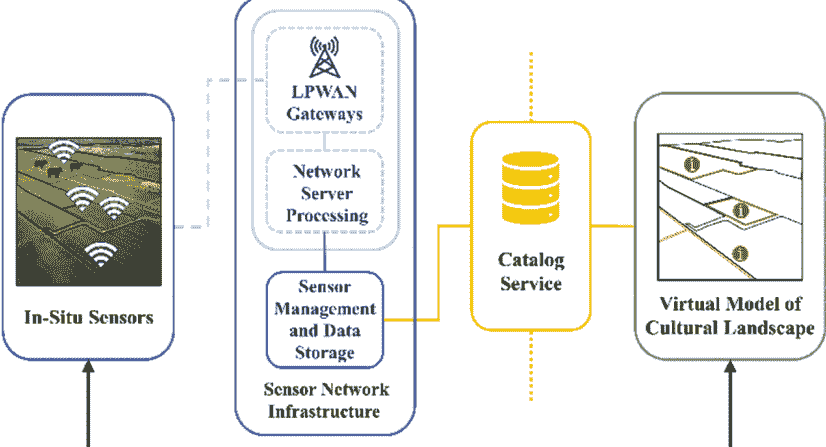 LPWAN
Gateways
Network
Server
Processing
Sensor
Management
and Data
Storage
Sensor Network
Infrastructure
In-Situ Sensors
Catalog
Service
Virtual Model of
Cultural Landscape